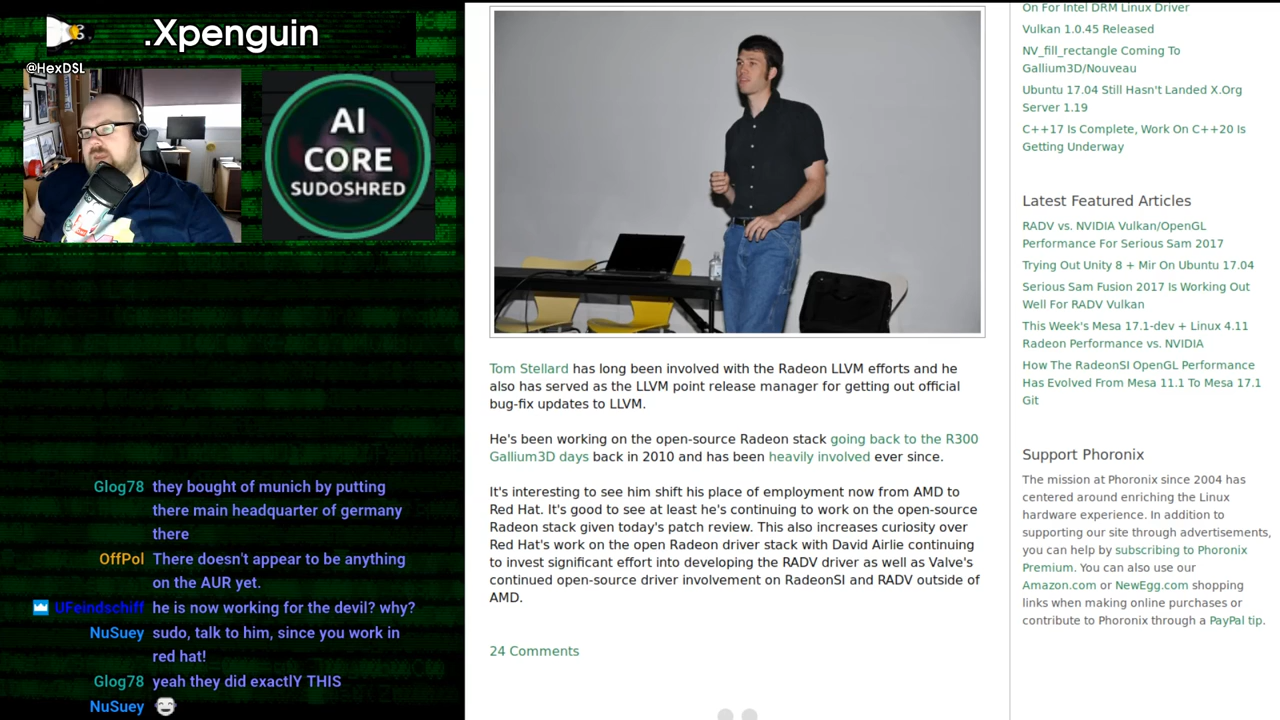 .Xpenguin
@HexDSL
AI
CORE
SUDOSHRED
Glog78 they bought of munich by putting
there main headquarter of germany
there
OffPol There doesn't appear to be anything
on the AUR yet.
UFeindschiff he is now working for the devil? why?
NuSuey sudo, talk to him, since you work in
red hat!
Glog78 yeah they did exactlY THIS
NuSuey
Tom Stellard has long been involved with the Radeon LLVM efforts and he
also has served as the LLVM point release manager for getting out official
bug-fix updates to LLVM.
He's been working on the open-source Radeon stack going back to the R300
Gallium3D days back in 2010 and has been heavily involved ever since.
It's interesting to see him shift his place of employment now from AMD to
Red Hat. It's good to see at least he's continuing to work on the open-source
Radeon stack given today's patch review. This also increases curiosity over
Red Hat's work on the open Radeon driver stack with David Airlie continuing
to invest significant effort into developing the RADV driver as well as Valve's
continued open-source driver involvement on RadeonSI and RADV outside of
AMD.
24 Comments
On For Intel DRM Linux Driver
Vulkan 1.0.45 Released
NV_fill_rectangle Coming To
Gallium3D/Nouveau
Ubuntu 17.04 Still Hasn't Landed X.Org
Server 1.19
C++17 Is Complete, Work On C++20 Is
Getting Underway
Latest Featured Articles
RADV vs. NVIDIA Vulkan/OpenGL
Performance For Serious Sam 2017
Trying Out Unity 8 + Mir On Ubuntu 17.04
Serious Sam Fusion 2017 Is Working Out
Well For RADV Vulkan
This Week's Mesa 17.1-dev + Linux 4.11
Radeon Performance vs. NVIDIA
How The RadeonSI OpenGL Performance
Has Evolved From Mesa 11.1 To Mesa 17.1
Git
Support Phoronix
The mission at Phoronix since 2004 has
centered around enriching the Linux
hardware experience. In addition to
supporting our site through advertisements,
you can help by subscribing to Phoronix
Premium. You can also use our
Amazon.com or NewEgg.com shopping
links when making online purchases or
contribute to Phoronix through a PayPal tip.